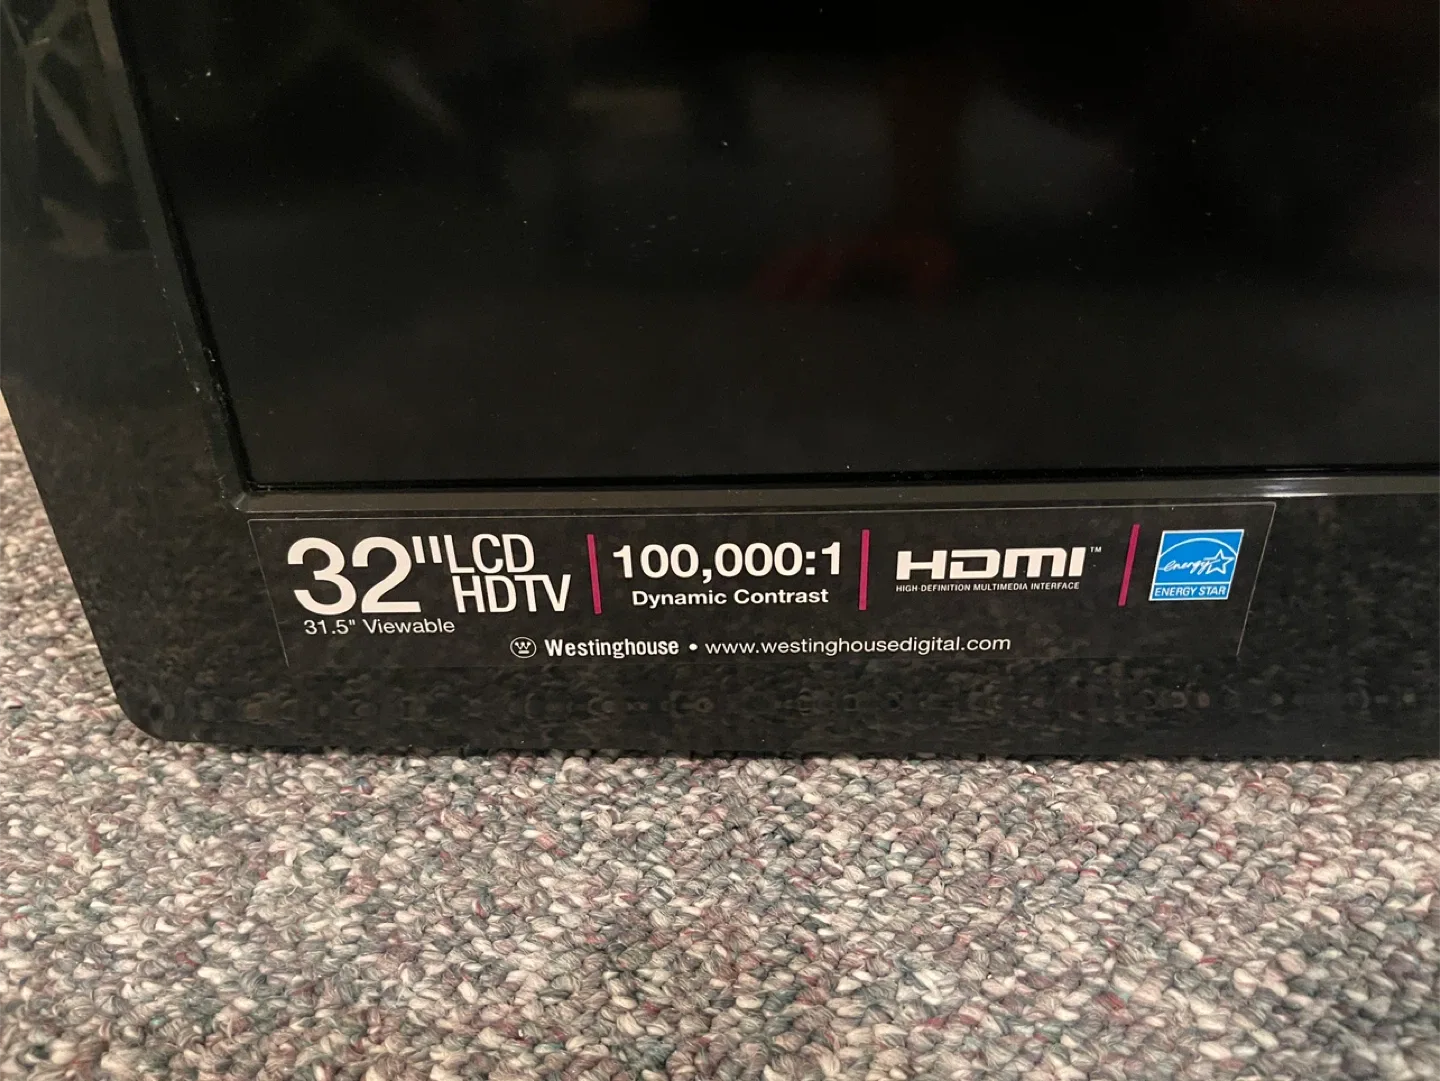 32" LCD HDTV
31.5" Viewable
100,000:1
Dynamic Contrast
HDMI™
HIGH-DEFINITION MULTIMEDIA INTERFACE
energy
ENERGY STAR
W Westinghouse • www.westinghousedigital.com